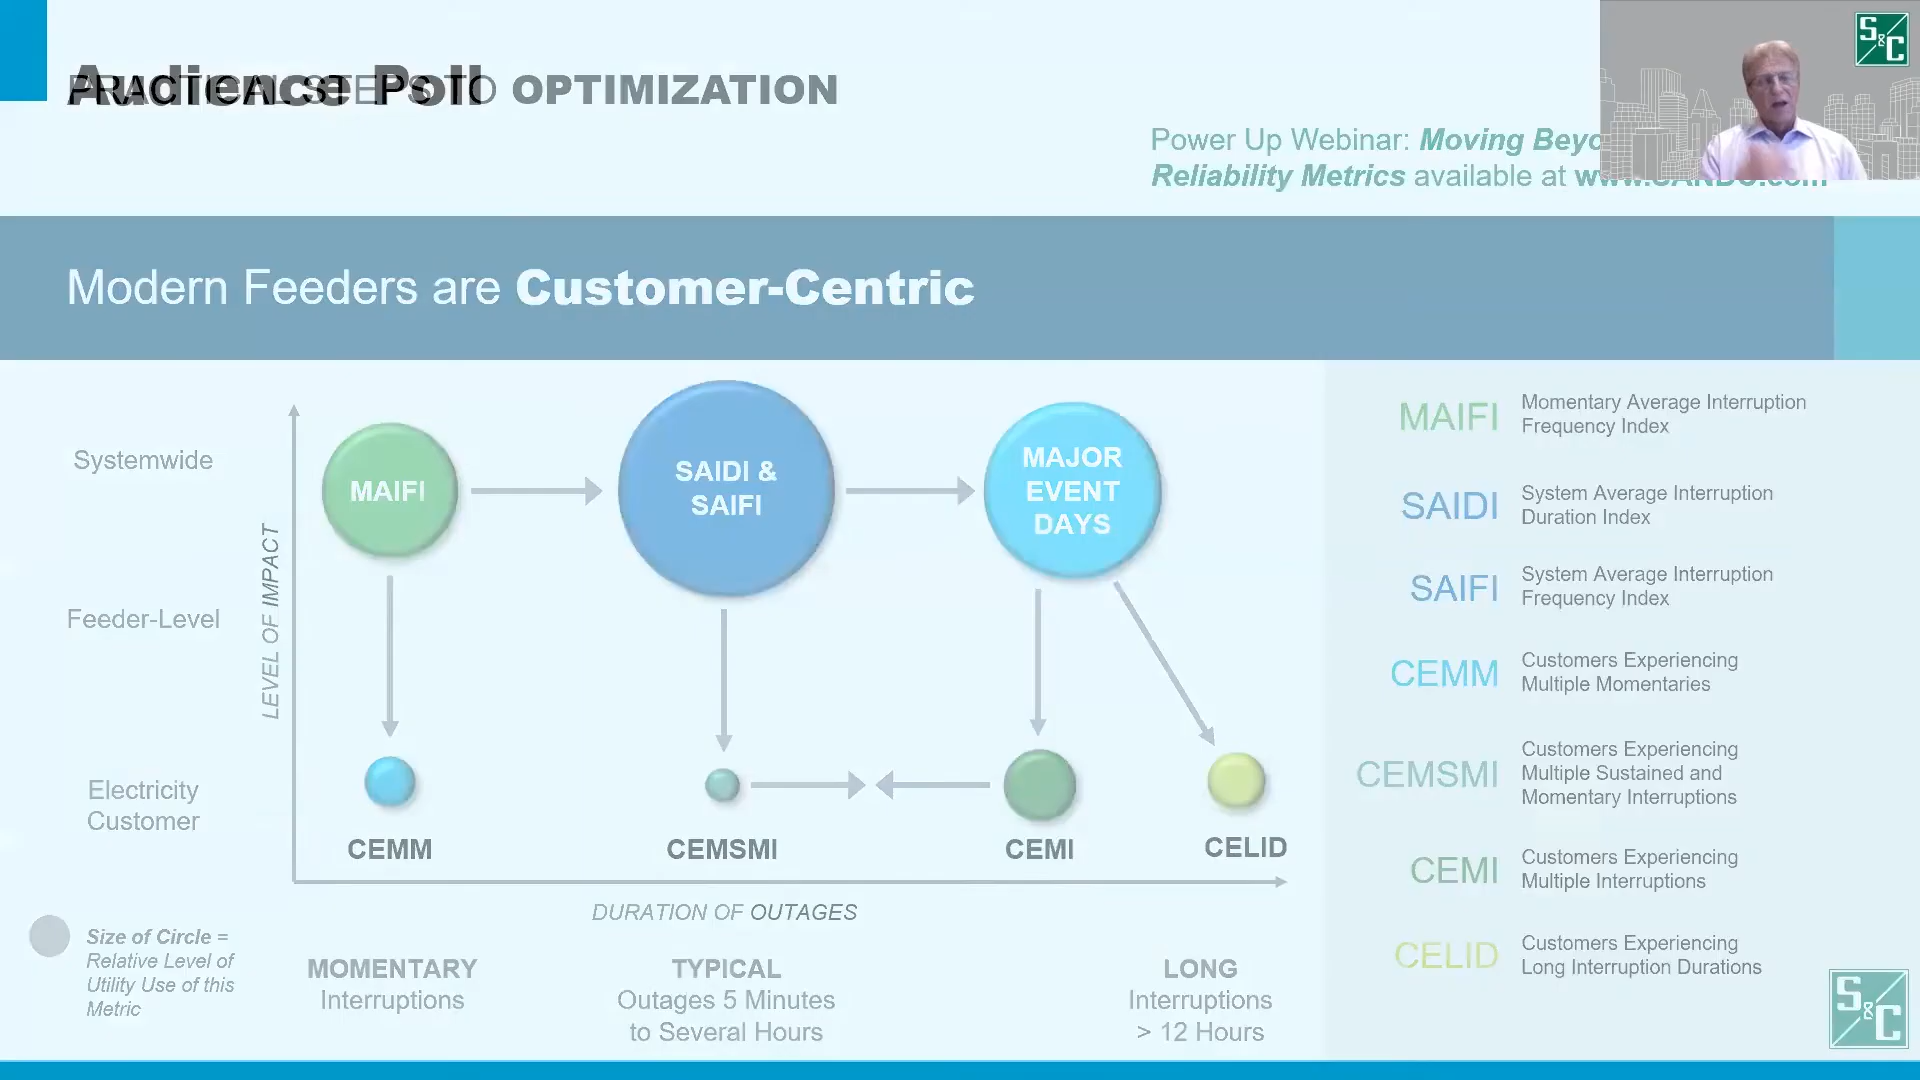 Audience Poll
PRACTICAL STEPS TO OPTIMIZATION
Power Up Webinar: Moving
Reliability Metrics available at
Modern Feeders are Customer-Centric
Systemwide
Feeder-Level
Electricity
Customer
LEVEL OF IMPACT
MAIFI
SAIDI &
SAIFI
MAJOR
EVENT
DAYS
CEMM
CEMSMI
CEMI
CELID
DURATION OF OUTAGES
Size of Circle =
Relative Level of
Utility Use of this
Metric
MOMENTARY
Interruptions
TYPICAL
Outages 5 Minutes
to Several Hours
LONG
Interruptions
> 12 Hours
MAIFI
Momentary Average Interruption
Frequency Index
SAIDI
System Average Interruption
Duration Index
SAIFI
System Average Interruption
Frequency Index
CEMM
Customers Experiencing
Multiple Momentaries
CEMSMI
Customers Experiencing
Multiple Sustained and
Momentary Interruptions
CEMI
Customers Experiencing
Multiple Interruptions
CELID
Customers Experiencing
Long Interruption Durations
S&C
S&C